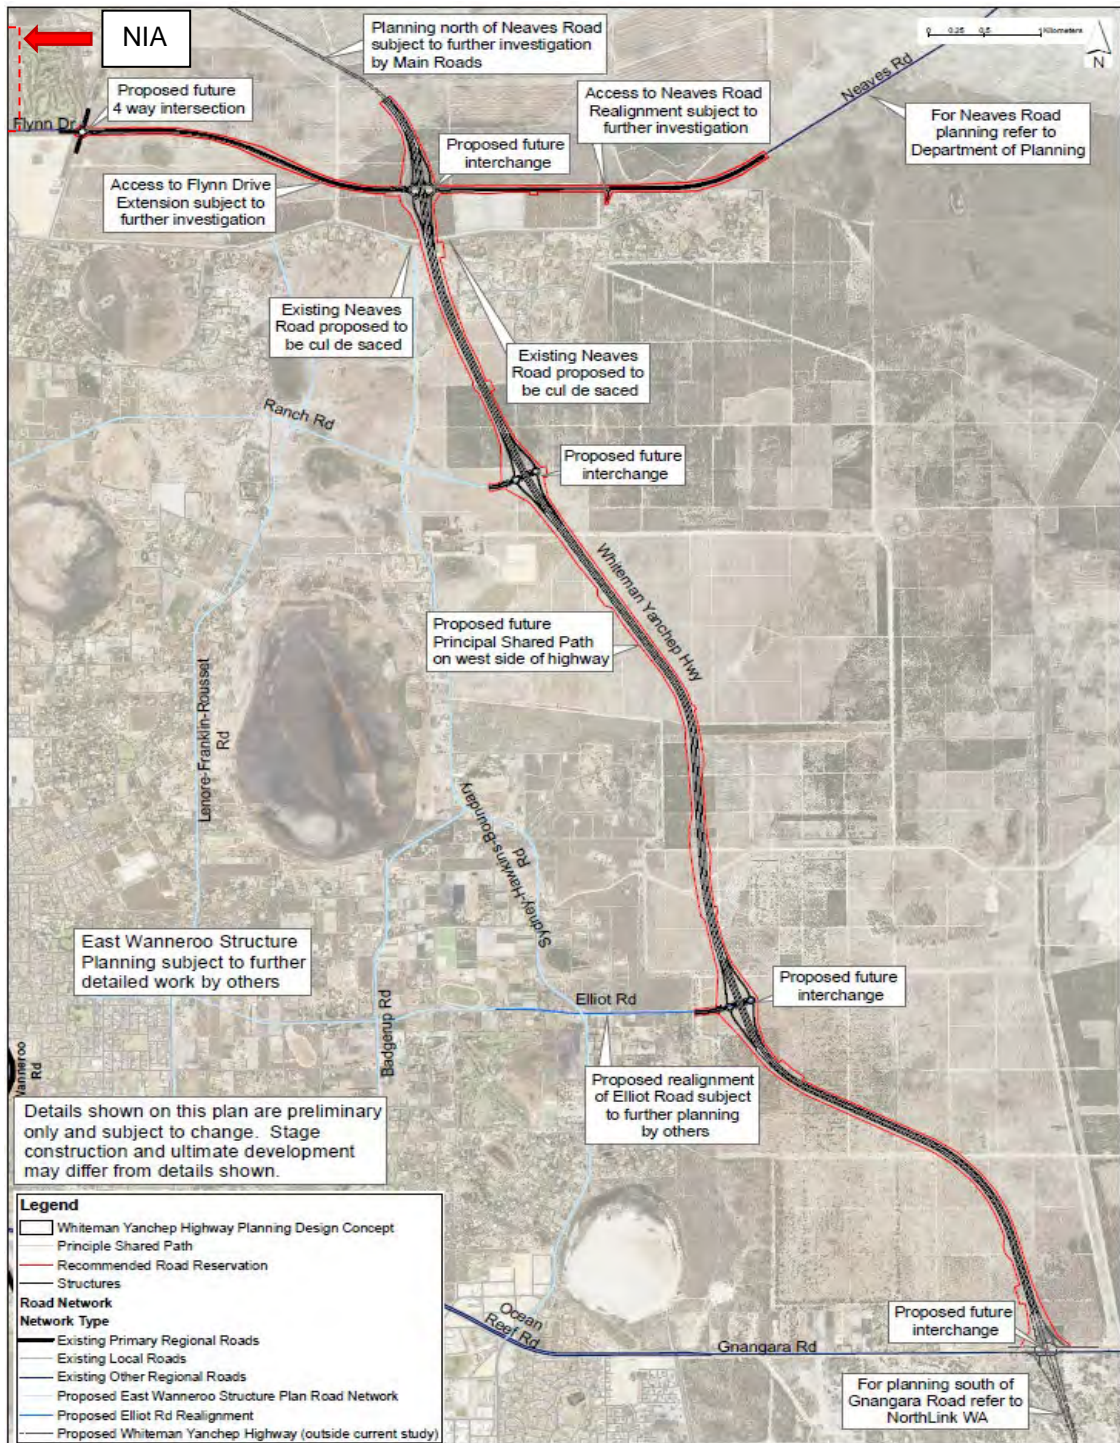 NIA
Planning north of Neaves Road
subject to further investigation
by Main Roads
0 0.25 0.5 1 Kilometers
N
Proposed future
4 way intersection
Flynn Dr
Access to Neaves Road
Realignment subject to
further investigation
Neaves Rd
For Neaves Road
planning refer to
Department of Planning
Proposed future
interchange
Access to Flynn Drive
Extension subject to
further investigation
Existing Neaves
Road proposed to
be cul de saced
Existing Neaves
Road proposed to
be cul de saced
Ranch Rd
Proposed future
interchange
Whiteman Yanchep Hwy
Proposed future
Principal Shared Path
on west side of highway
Lenore-Franklin-Rousset
Rd
Sydney-Hawkins-Boundary
Rd
East Wanneroo Structure
Planning subject to further
detailed work by others
Badgerup Rd
Elliot Rd
Proposed future
interchange
Wanneroo
Rd
Proposed realignment
of Elliot Road subject
to further planning
by others
Details shown on this plan are preliminary
only and subject to change. Stage
construction and ultimate development
may differ from details shown.
Legend
Whiteman Yanchep Highway Planning Design Concept
Principle Shared Path
Recommended Road Reservation
Structures
Road Network
Network Type
Existing Primary Regional Roads
Existing Local Roads
Existing Other Regional Roads
Proposed East Wanneroo Structure Plan Road Network
Proposed Elliot Rd Realignment
Proposed Whiteman Yanchep Highway (outside current study)
Ocean
Reef Rd
Gnangara Rd
Proposed future
interchange
For planning south of
Gnangara Road refer to
NorthLink WA